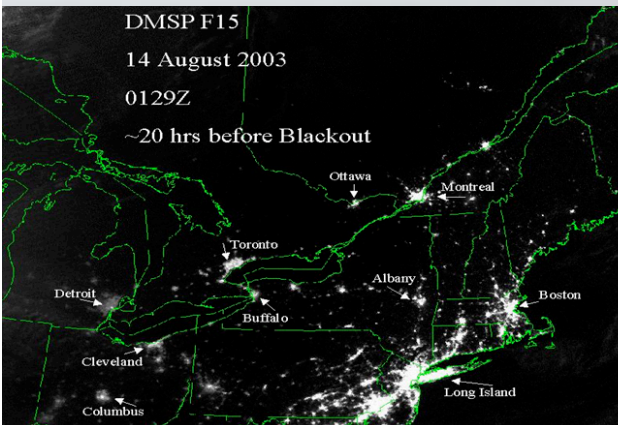 DMSP F15
14 August 2003
0129Z
~20 hrs before Blackout
Ottawa
Montreal
Toronto
Albany
Detroit
Boston
Buffalo
Cleveland
Long Island
Columbus